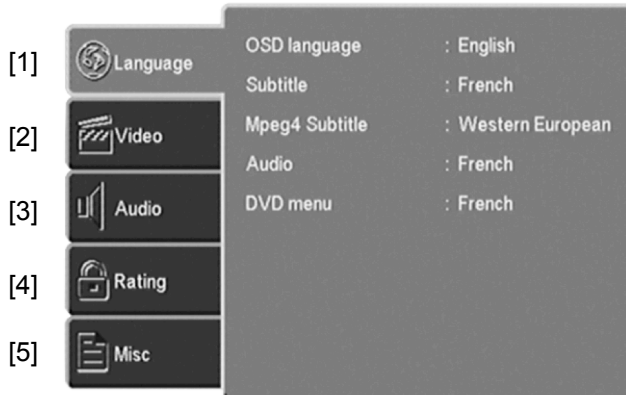 [1] Language
[2] Video
[3] Audio
[4] Rating
[5] Misc
OSD language : English
Subtitle : French
Mpeg4 Subtitle : Western European
Audio : French
DVD menu : French